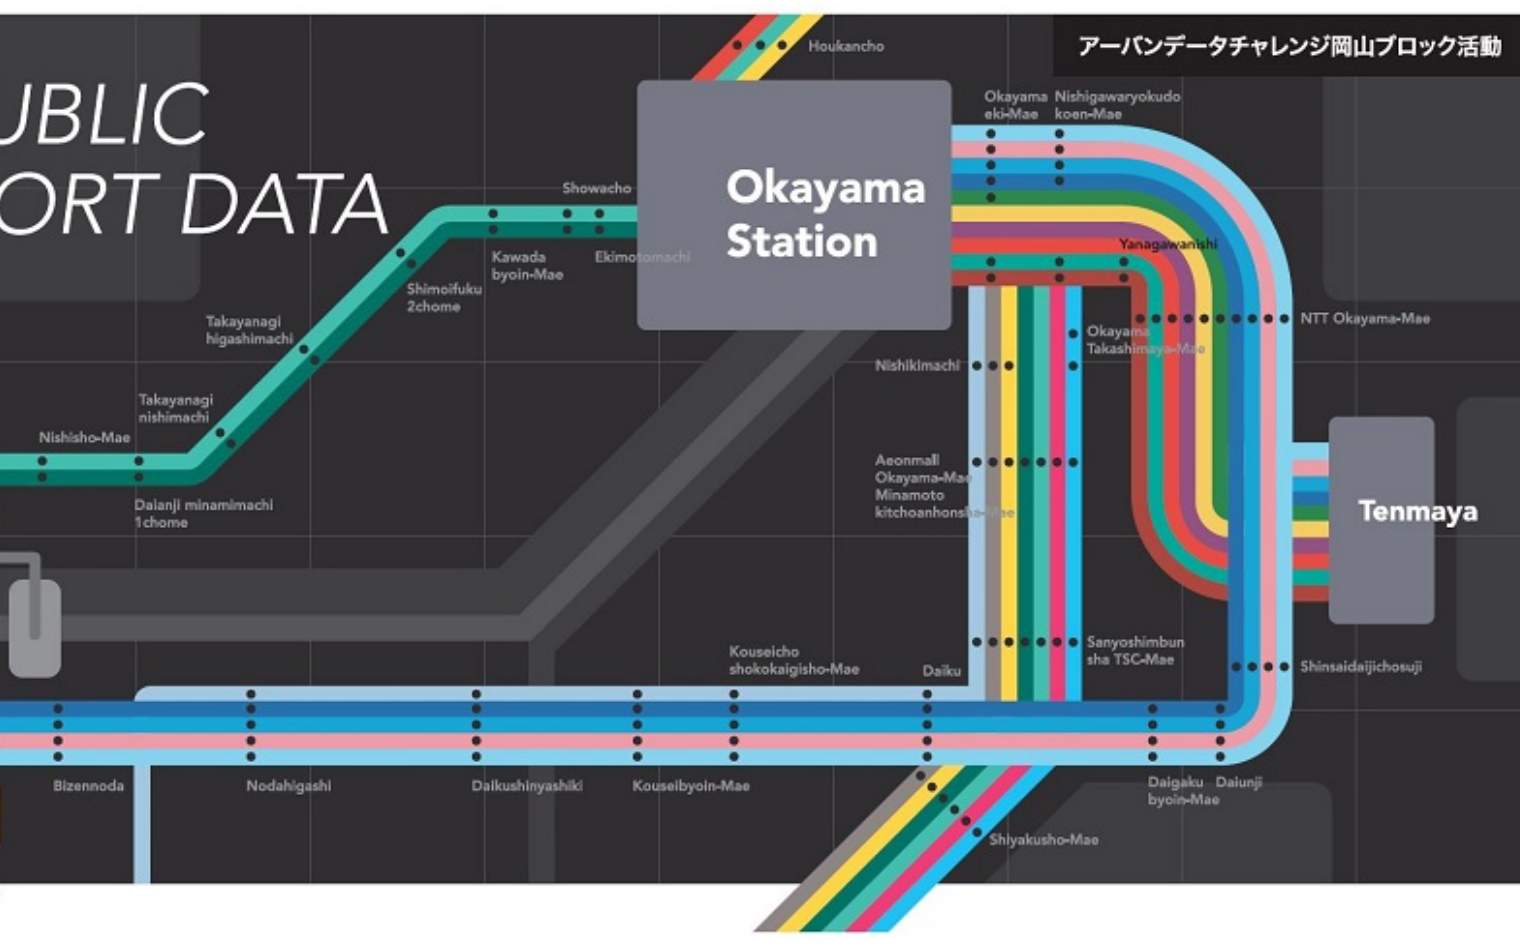 アーバンデータチャレンジ岡山ブロック活動
Houkancho
UBLIC
ORT DATA
Okayama
eki-Mae
Nishigawaryokudo
koen-Mae
Okayama
Station
Showacho
Kawada
byoin-Mae
Ekimotomachi
Yanagawanishi
Shimoifuku
2chome
Takayanagi
higashimachi
NTT Okayama-Mae
Okayama
Takashimaya-Mae
Nishikimachi
Takayanagi
nishimachi
Nishisho-Mae
Aeonmall
Okayama-Mae
Minamoto
kitchoanhonsha-Mae
Daianji minamimachi
1chome
Tenmaya
Kouseicho
shokokaigisho-Mae
Daiku
Sanyoshimbun
sha TSC-Mae
Shinsaidaijichosuji
Bizennoda
Nodahigashi
Daikushinyashiki
Kouseibyoin-Mae
Daigaku
byoin-Mae
Daiunji
Shiyakusho-Mae